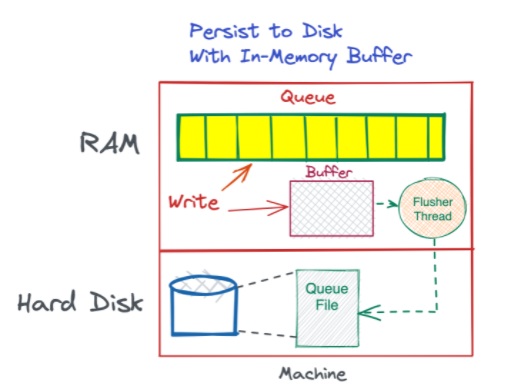 Persist to Disk
With In-Memory Buffer
Queue
RAM
Buffer
Write
Flusher
Thread
Hard Disk
Queue
File
Machine